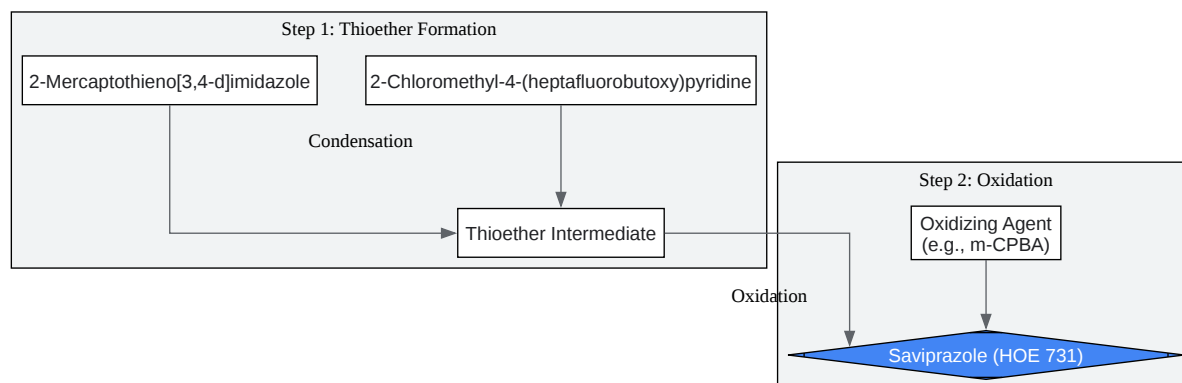 Step 1: Thioether Formation
2-Mercaptothieno[3,4-d]imidazole
2-Chloromethyl-4-(heptafluorobutoxy)pyridine
Condensation
Thioether Intermediate
Step 2: Oxidation
Oxidizing Agent
(e.g., m-CPBA)
Oxidation
Saviprazole (HOE 731)